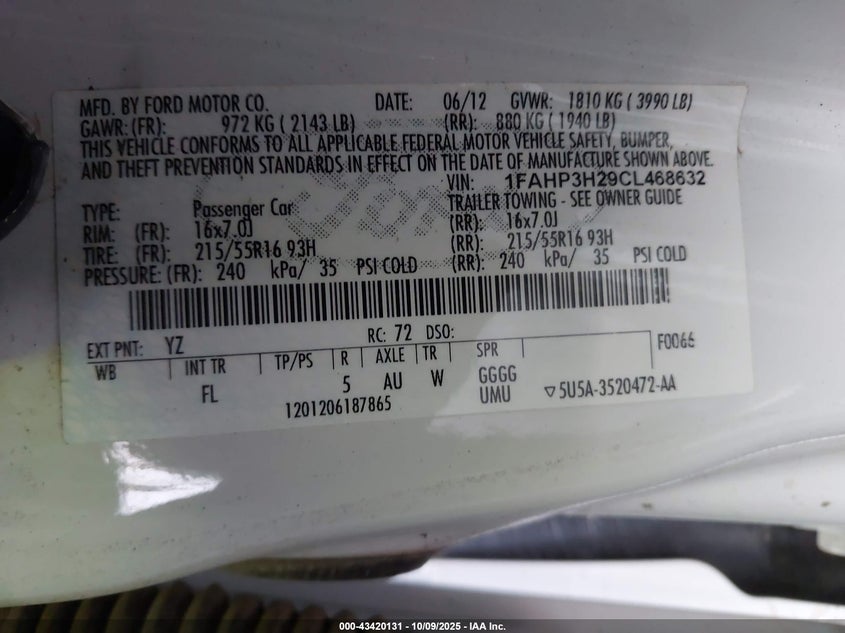 MFD. BY FORD MOTOR CO. DATE: 06/12 GVWR: 1810 KG ( 3990 LB)
GAWR: (FR): 972 KG ( 2143 LB) (RR): 880 KG ( 1940 LB)
THIS VEHICLE CONFORMS TO ALL APPLICABLE FEDERAL MOTOR VEHICLE SAFETY, BUMPER,
AND THEFT PREVENTION STANDARDS IN EFFECT ON THE DATE OF MANUFACTURE SHOWN ABOVE.
VIN: 1FAHP3H29CL468632
TYPE: Passenger Car TRAILER TOWING - SEE OWNER GUIDE
RIM: (FR): 16x7.0J (RR): 16x7.0J
TIRE: (FR): 215/55R16 93H (RR): 215/55R16 93H
PRESSURE: (FR): 240 kPa/ 35 PSI COLD (RR): 240 kPa/ 35 PSI COLD
EXT PNT: YZ RC: 72 DSO: F0066
WB INT TR TP/PS R AXLE TR SPR
FL 5 AU W GGGG
UMU
1201206187865 ▽5U5A-3520472-AA
000-43420131 - 10/09/2025 - IAA Inc.